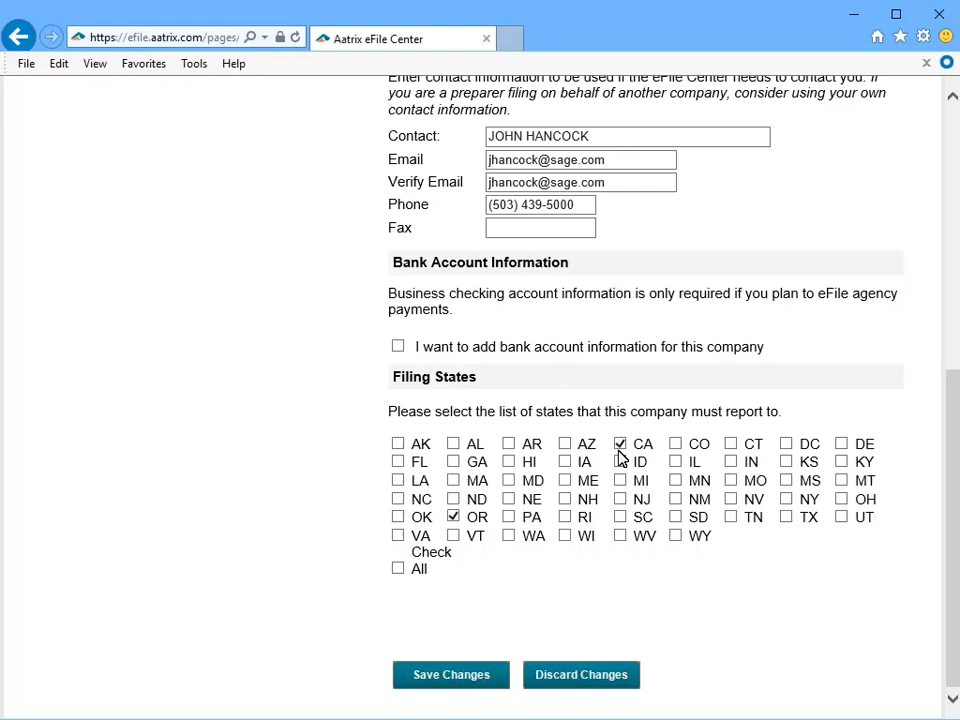 https://efile.aatrix.com/pages/
Aatrix eFile Center
File Edit View Favorites Tools Help
Enter contact information to be used if the eFile Center needs to contact you. If
you are a preparer filing on behalf of another company, consider using your own
contact information.
Contact: JOHN HANCOCK
Email jhancock@sage.com
Verify Email jhancock@sage.com
Phone (503) 439-5000
Fax
Bank Account Information
Business checking account information is only required if you plan to eFile agency
payments.
I want to add bank account information for this company
Filing States
Please select the list of states that this company must report to.
AK AL AR AZ CA CO CT DC DE
FL GA HI IA ID IL IN KS KY
LA MA MD ME MI MN MO MS MT
NC ND NE NH NJ NM NV NY OH
OK OR PA RI SC SD TN TX UT
VA VT WA WI WV WY
Check
All
Save Changes Discard Changes